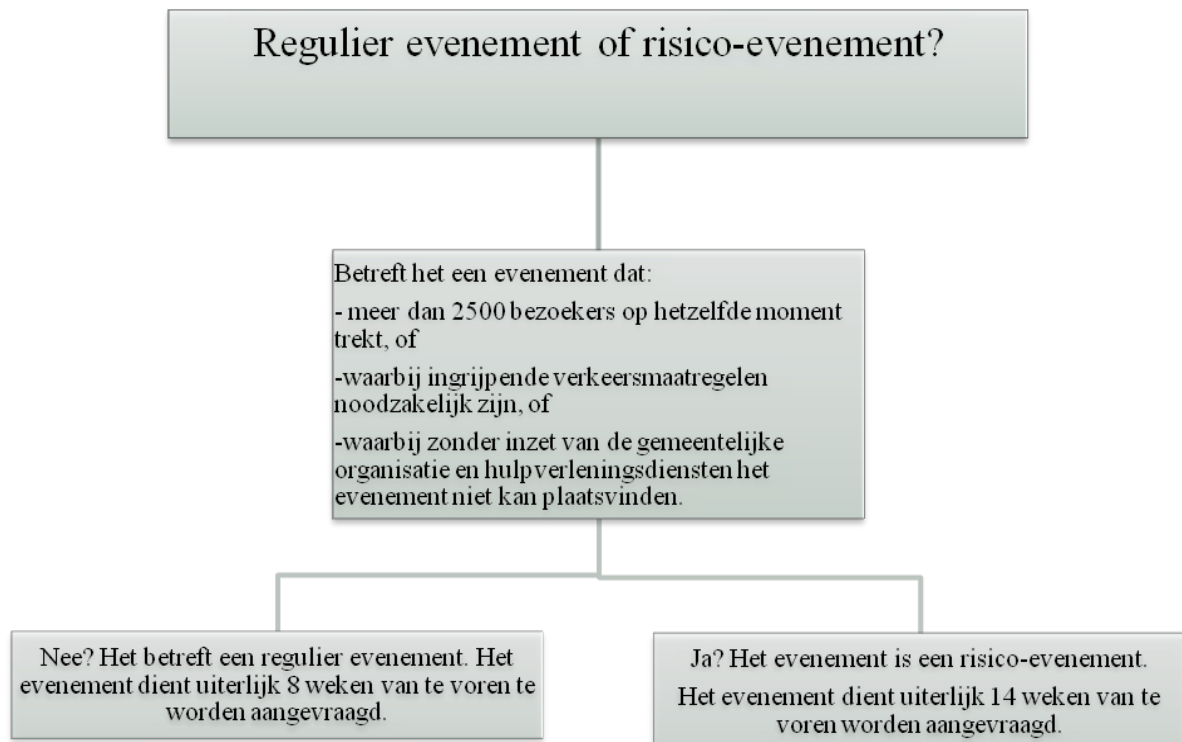 Regulier evenement of risico-evenement?
Betreft het een evenement dat:
- meer dan 2500 bezoekers op hetzelfde moment
trekt, of
-waarbij ingrijpende verkeersmaatregelen
noodzakelijk zijn, of
-waarbij zonder inzet van de gemeentelijke
organisatie en hulpverleningsdiensten het
evenement niet kan plaatsvinden.
Nee? Het betreft een regulier evenement. Het
evenement dient uiterlijk 8 weken van te voren te
worden aangevraagd.
Ja? Het evenement is een risico-evenement.
Het evenement dient uiterlijk 14 weken van te
voren worden aangevraagd.